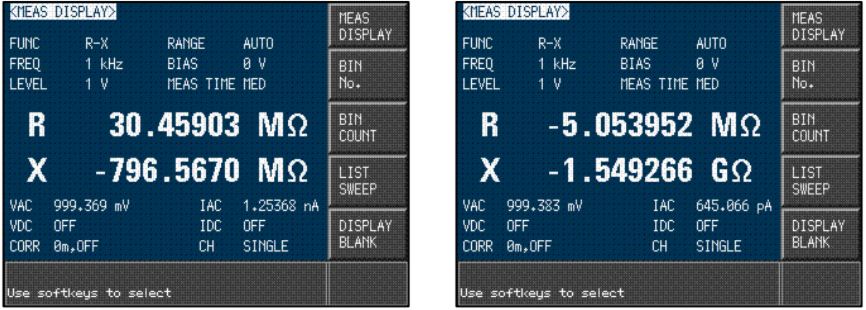 <MEAS DISPLAY>
FUNC R-X RANGE AUTO
FREQ 1 kHz BIAS 0 V
LEVEL 1 V MEAS TIME MED
R 30.45903 MΩ
X -796.5670 MΩ
VAC 999.369 mV IAC 1.25368 nA
VDC OFF IDC OFF
CORR 0m,OFF CH SINGLE
Use softkeys to select
MEAS
DISPLAY
BIN
No.
BIN
COUNT
LIST
SWEEP
DISPLAY
BLANK
<MEAS DISPLAY>
FUNC R-X RANGE AUTO
FREQ 1 kHz BIAS 0 V
LEVEL 1 V MEAS TIME MED
R -5.053952 MΩ
X -1.549266 GΩ
VAC 999.383 mV IAC 645.066 pA
VDC OFF IDC OFF
CORR 0m,OFF CH SINGLE
Use softkeys to select
MEAS
DISPLAY
BIN
No.
BIN
COUNT
LIST
SWEEP
DISPLAY
BLANK